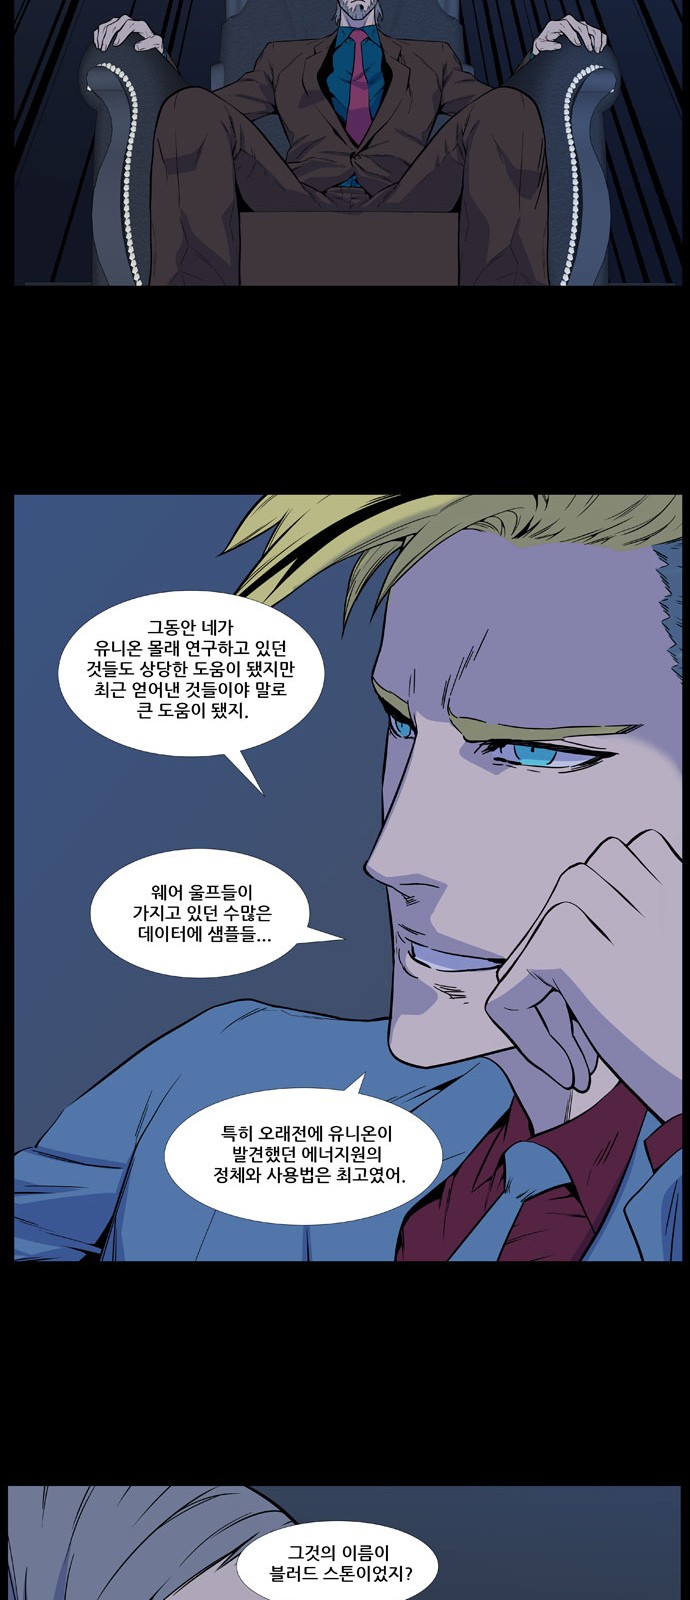 그동안 네가
유니온 몰래 연구하고 있던
것들도 상당한 도움이 됐지만
최근 얻어낸 것들이야 말로
큰 도움이 됐지.
웨어 울프들이
가지고 있던 수많은
데이터에 샘플들...
특히 오래전에 유니온이
발견했던 에너지원의
정체와 사용법은 최고였어.
그것의 이름이
블러드 스톤이었지?